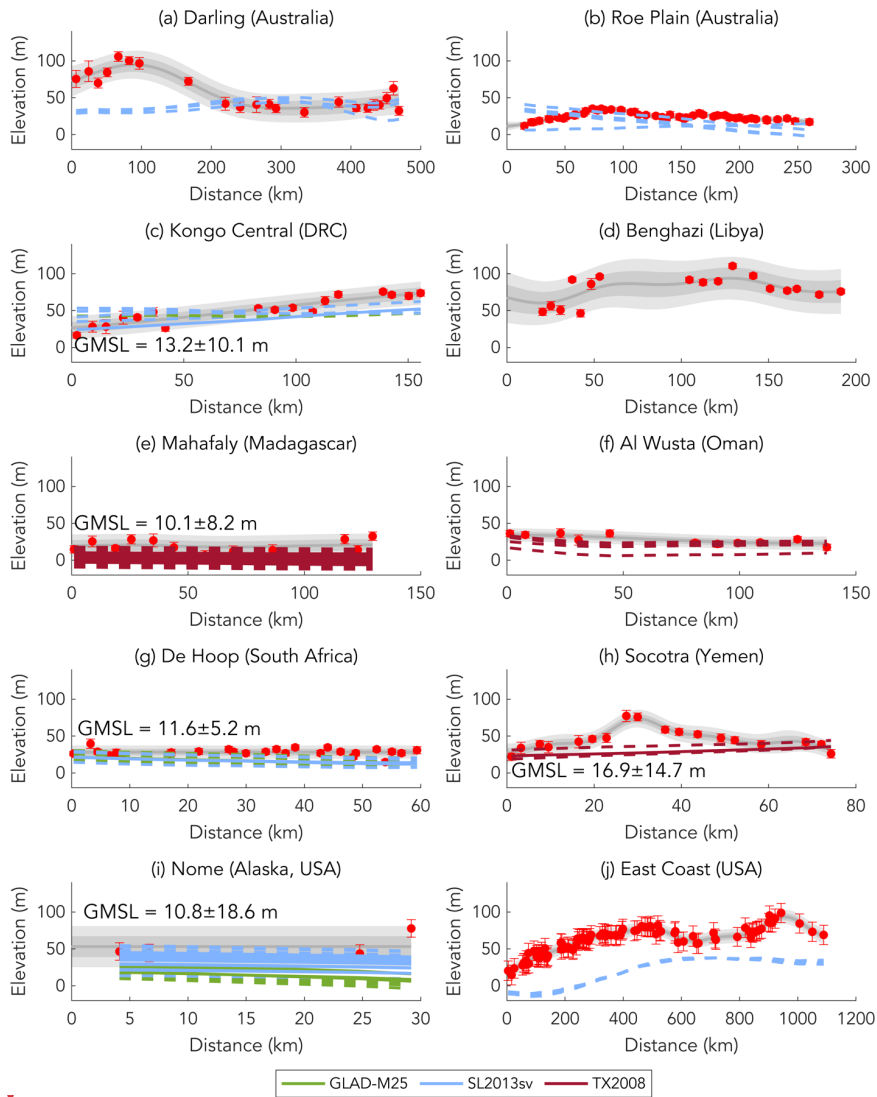 (a) Darling (Australia)
Elevation (m)
100
50
0
0 100 200 300 400 500
Distance (km)
(b) Roe Plain (Australia)
Elevation (m)
100
50
0
0 50 100 150 200 250 300
Distance (km)
(c) Kongo Central (DRC)
Elevation (m)
100
50
0
GMSL = 13.2±10.1 m
0 50 100 150
Distance (km)
(d) Benghazi (Libya)
Elevation (m)
100
50
0
0 50 100 150 200
Distance (km)
(e) Mahafaly (Madagascar)
Elevation (m)
100
50
0
GMSL = 10.1±8.2 m
0 50 100 150
Distance (km)
(f) Al Wusta (Oman)
Elevation (m)
100
50
0
0 50 100 150
Distance (km)
(g) De Hoop (South Africa)
Elevation (m)
100
50
0
GMSL = 11.6±5.2 m
0 10 20 30 40 50 60
Distance (km)
(h) Socotra (Yemen)
Elevation (m)
100
50
0
GMSL = 16.9±14.7 m
0 20 40 60 80
Distance (km)
(i) Nome (Alaska, USA)
Elevation (m)
100
50
0
GMSL = 10.8±18.6 m
0 5 10 15 20 25 30
Distance (km)
(j) East Coast (USA)
Elevation (m)
100
50
0
0 200 400 600 800 1000 1200
Distance (km)
GLAD-M25 SL2013sv TX2008